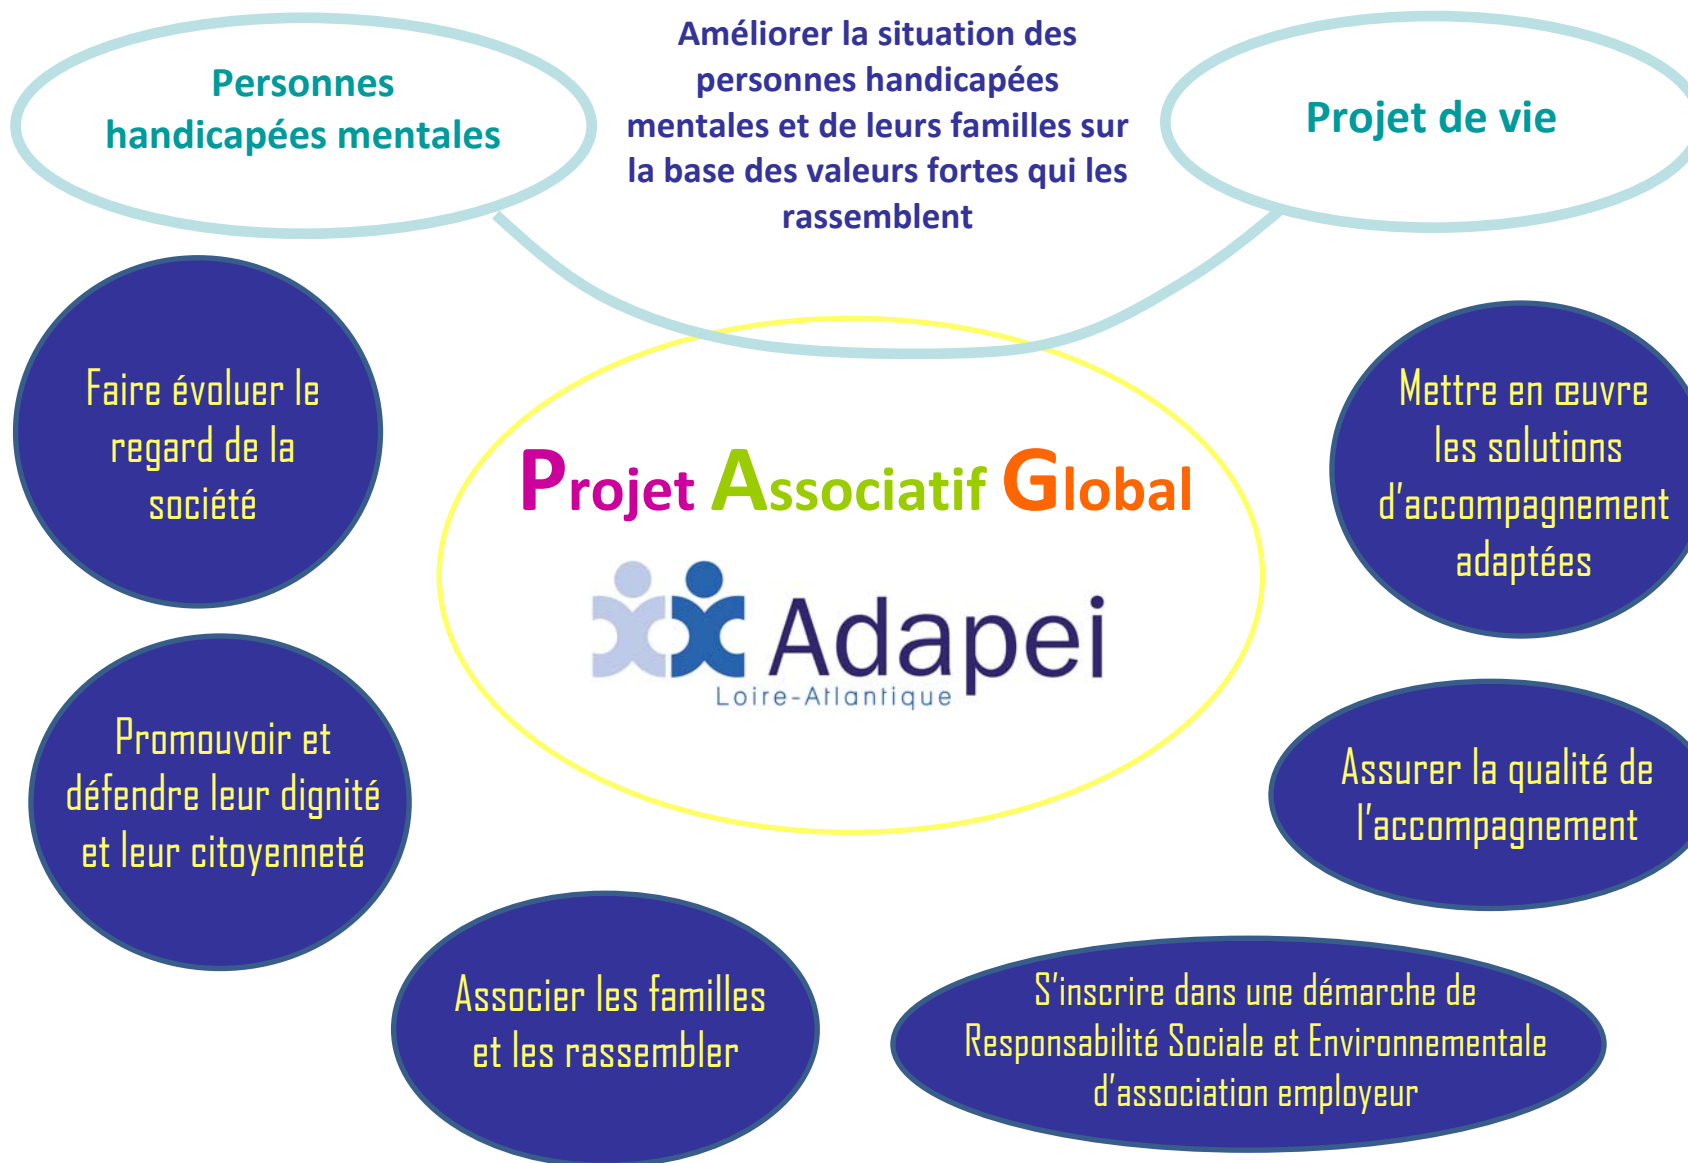 Personnes
handicapées mentales
Améliorer la situation des
personnes handicapées
mentales et de leurs familles sur
la base des valeurs fortes qui les
rassemblent
Projet de vie
Faire évoluer le
regard de la
société
Projet Associatif Global
Adapei
Loire-Atlantique
Mettre en œuvre
les solutions
d'accompagnement
adaptées
Promouvoir et
défendre leur dignité
et leur citoyenneté
Assurer la qualité de
l'accompagnement
Associer les familles
et les rassembler
S'inscrire dans une démarche de
Responsabilité Sociale et Environnementale
d'association employeur